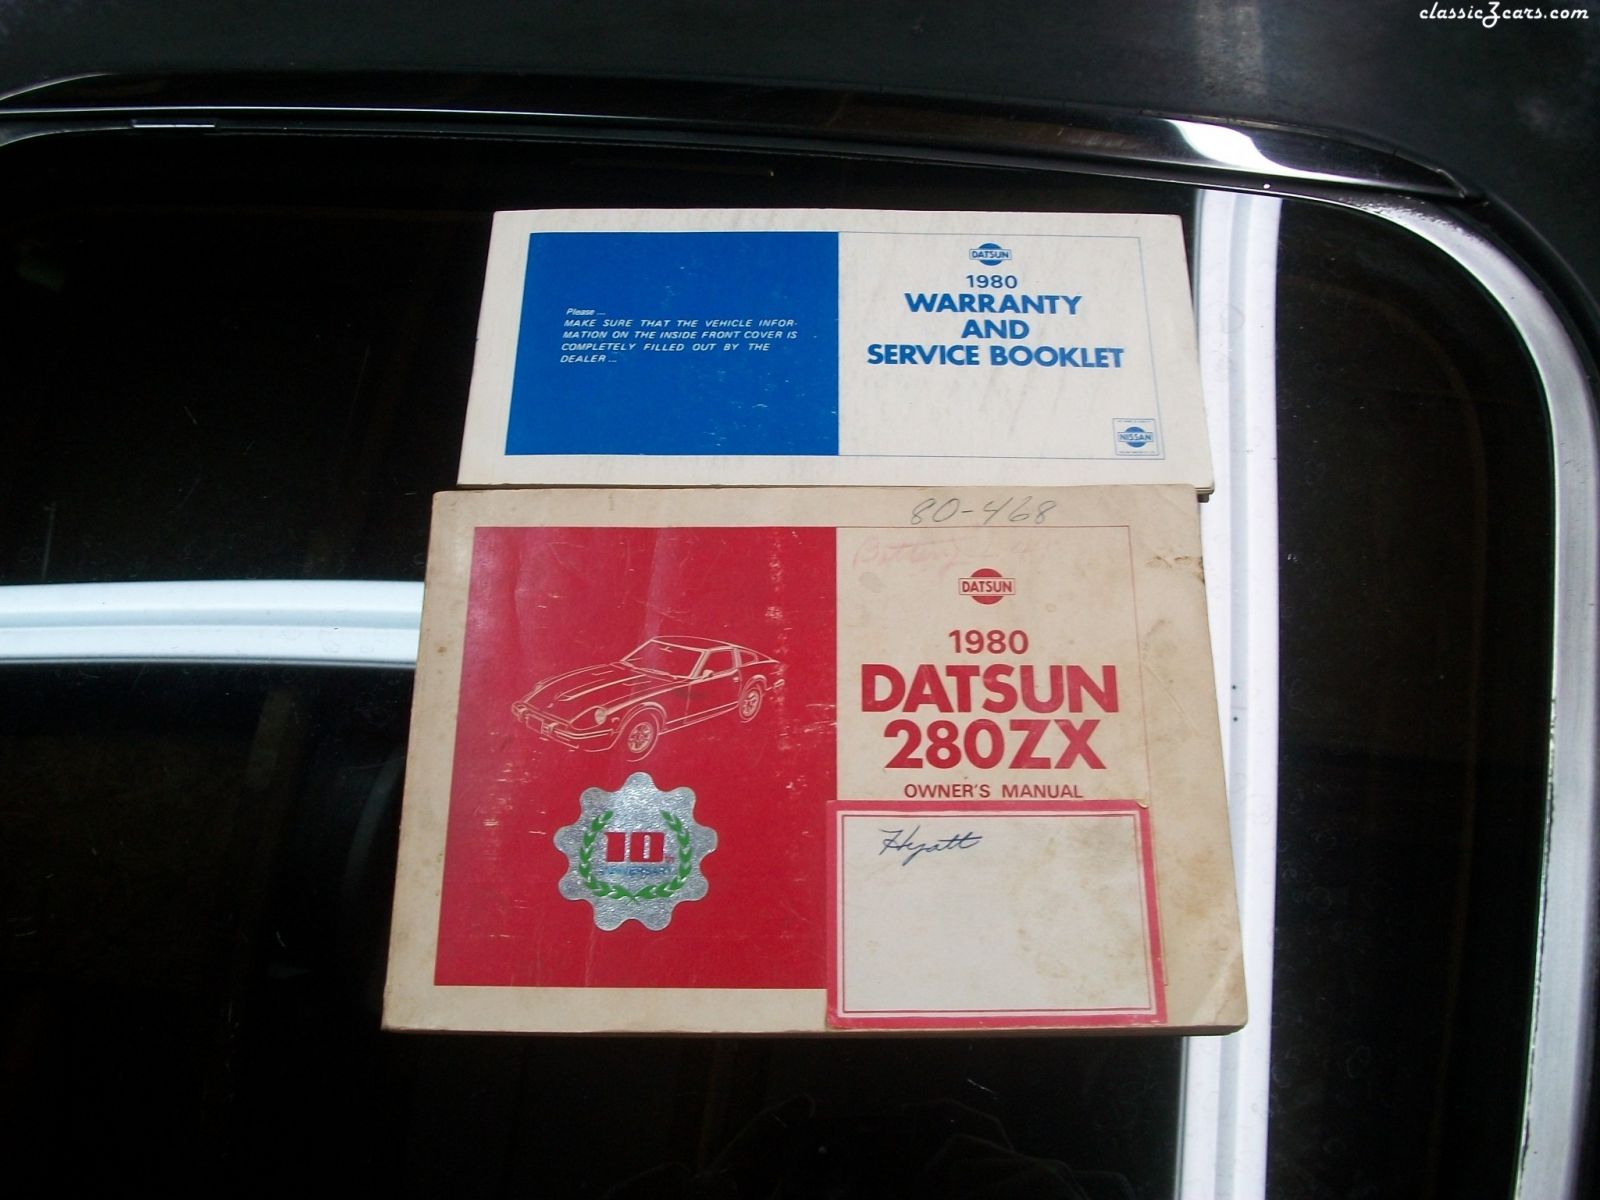 classicZcars.com
DATSUN
1980
WARRANTY
AND
SERVICE BOOKLET
Please ...
MAKE SURE THAT THE VEHICLE INFOR-
MATION ON THE INSIDE FRONT COVER IS
COMPLETELY FILLED OUT BY THE
DEALER ...
NISSAN
80-468
DATSUN
1980
DATSUN
280ZX
OWNER'S MANUAL
10
ANNIVERSARY
Hyatt